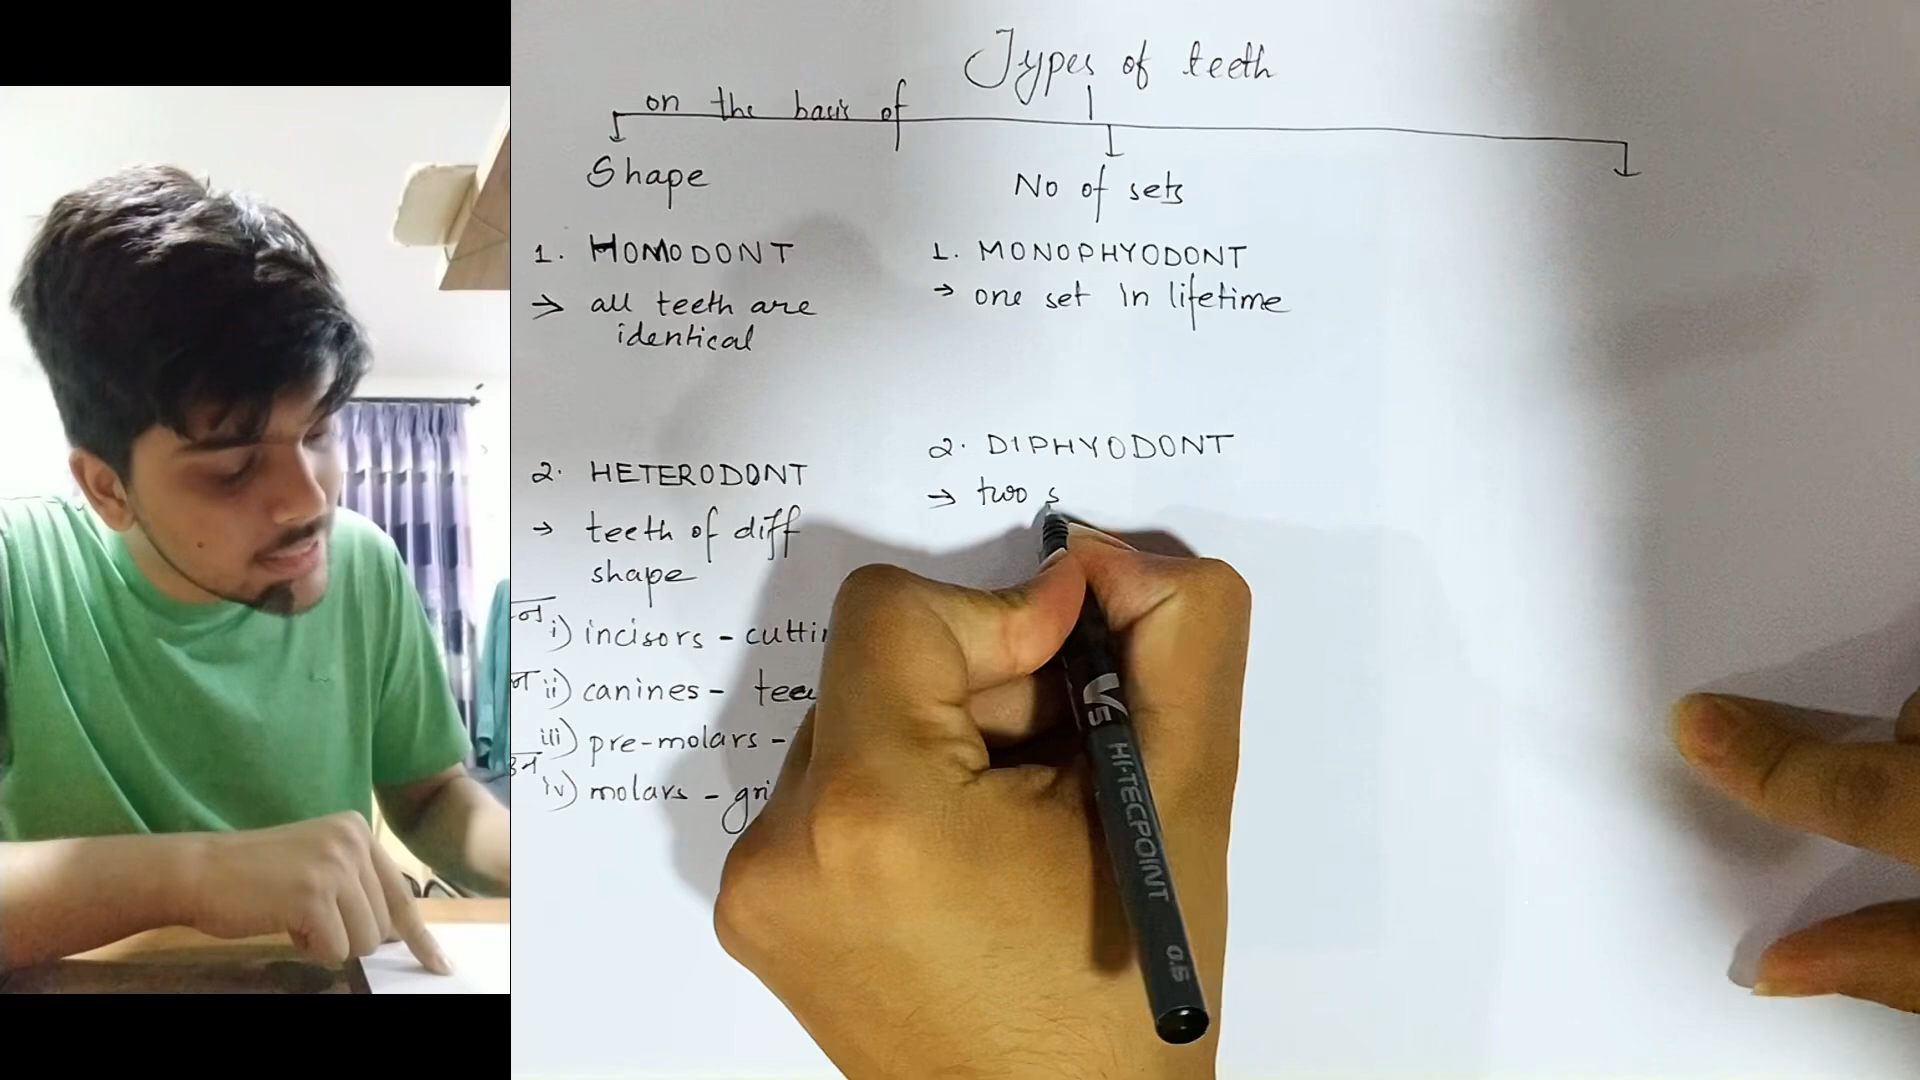 Types of teeth
on the basis of
Shape
No of sets
1. HOMODONT
→ all teeth are
identical
1. MONOPHYODONT
→ one set in lifetime
2. HETERODONT
→ teeth of diff
shape
i) incisors - cuttin
ii) canines - tea
iii) pre-molars -
iv) molars - gri
2. DIPHYODONT
→ two s
V5 HI-TECPOINT 0.5